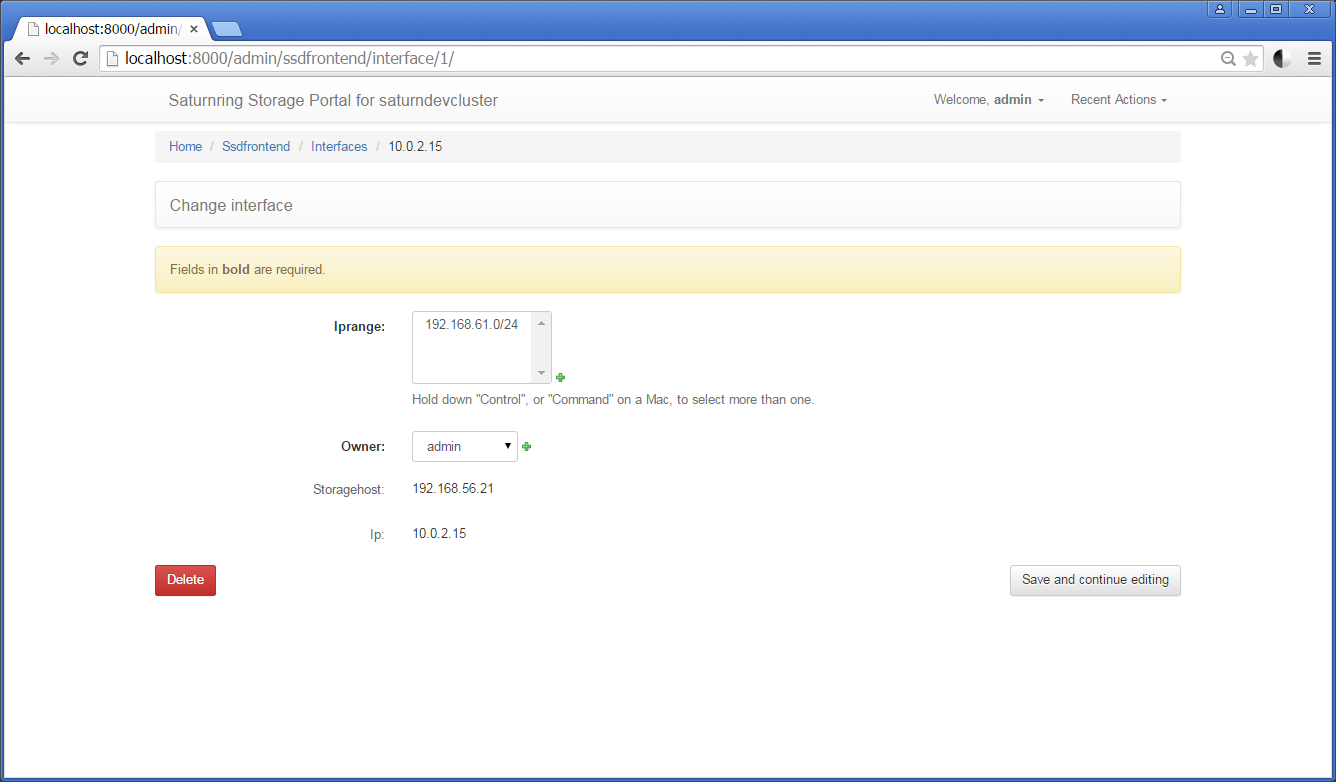 localhost:8000/admin/
localhost:8000/admin/ssdfrontend/interface/1/
Saturnring Storage Portal for saturndevcluster
Welcome, admin
Recent Actions
Home / Ssdfrontend / Interfaces / 10.0.2.15
Change interface
Fields in bold are required.
Iprange:
192.168.61.0/24
Hold down "Control", or "Command" on a Mac, to select more than one.
Owner:
admin
Storagehost:
192.168.56.21
Ip:
10.0.2.15
Delete
Save and continue editing